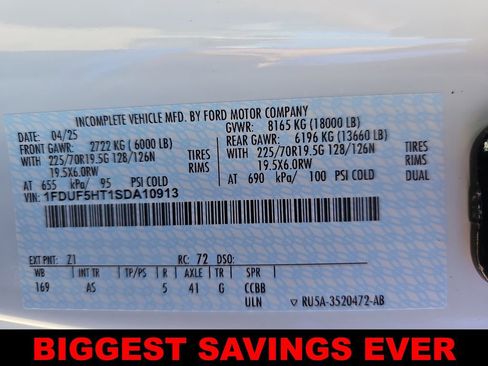 INCOMPLETE VEHICLE MFD. BY FORD MOTOR COMPANY
04/25 GVWR: 8165 KG (18000 LB)
FRONT GAWR: 2722 KG ( 6000 LB) REAR GAWR: 6196 KG (13660 LB)
WITH 225/70R19.5G 128/126N TIRES WITH 225/70R19.5G 128/126N TIRES
19.5X6.0RW RIMS 19.5X6.0RW RIMS
AT 655 kPa/ 95 PSI COLD AT 690 kPa/ 100 PSI COLD
VIN: 1FDUF5HT1SDA10913
EXT PNT: Z1 RC: 72 DSO:
WB INT TR TP/PS R AXLE TR SPR
169 AS 5 41 G CCBB
ULN RU5A-3520472-AB
BIGGEST SAVINGS EVER